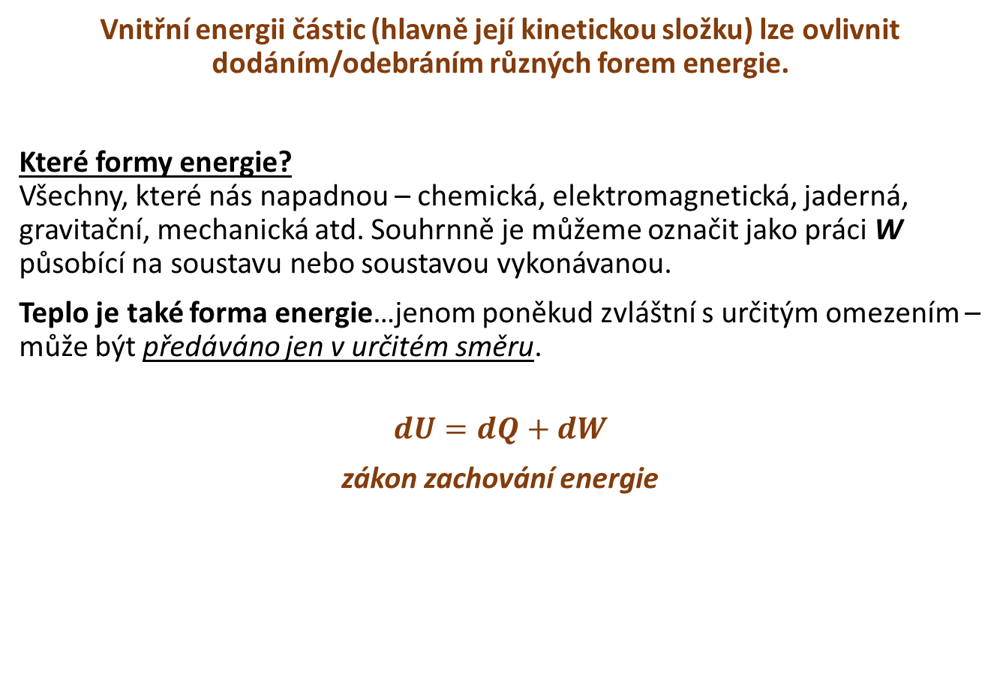 Vnitřní energii částic (hlavně její kinetickou složku) lze ovlivnit
dodáním/odebráním různých forem energie.
Které formy energie?
Všechny, které nás napadnou – chemická, elektromagnetická, jaderná,
gravitační, mechanická atd. Souhrnně je můžeme označit jako práci W
působící na soustavu nebo soustavou vykonávanou.
Teplo je také forma energie…jenom poněkud zvláštní s určitým omezením –
může být předáváno jen v určitém směru.
dU = dQ + dW
zákon zachování energie